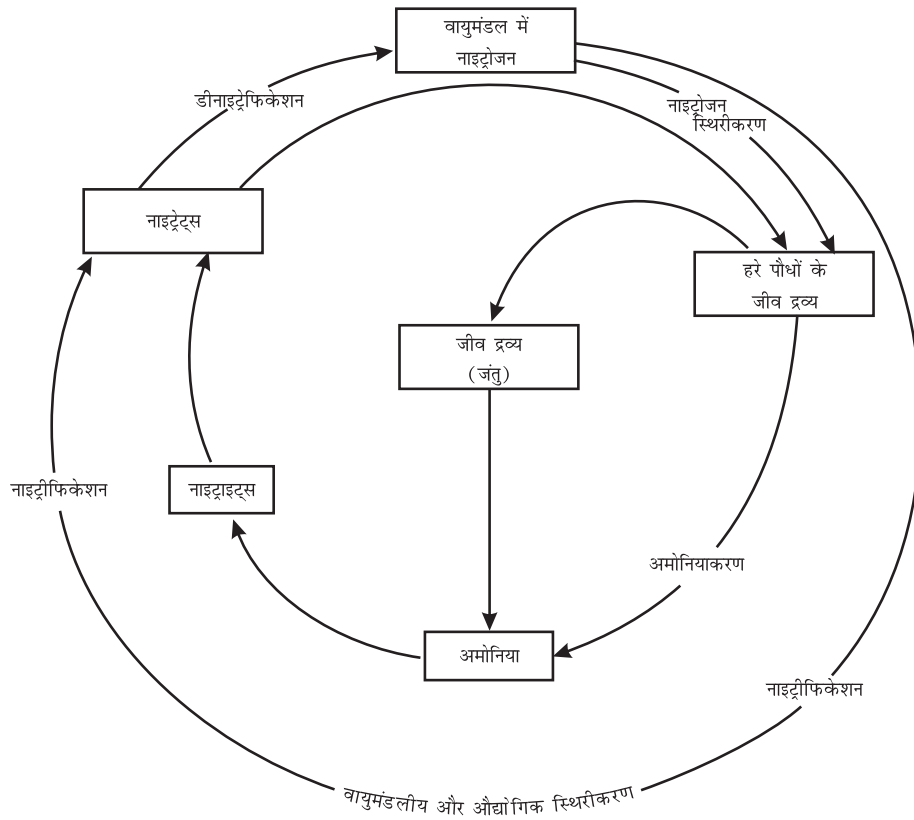 वायुमंडल में
नाइट्रोजन
डीनाइट्रेफिकेशन
नाइट्रोजन
स्थिरीकरण
नाइट्रेट्स
हरे पौधों के
जीव द्रव्य
जीव द्रव्य
(जंतु)
नाइट्रीफिकेशन
नाइट्राइट्स
अमोनियाकरण
अमोनिया
नाइट्रीफिकेशन
वायुमंडलीय और औद्योगिक स्थिरीकरण